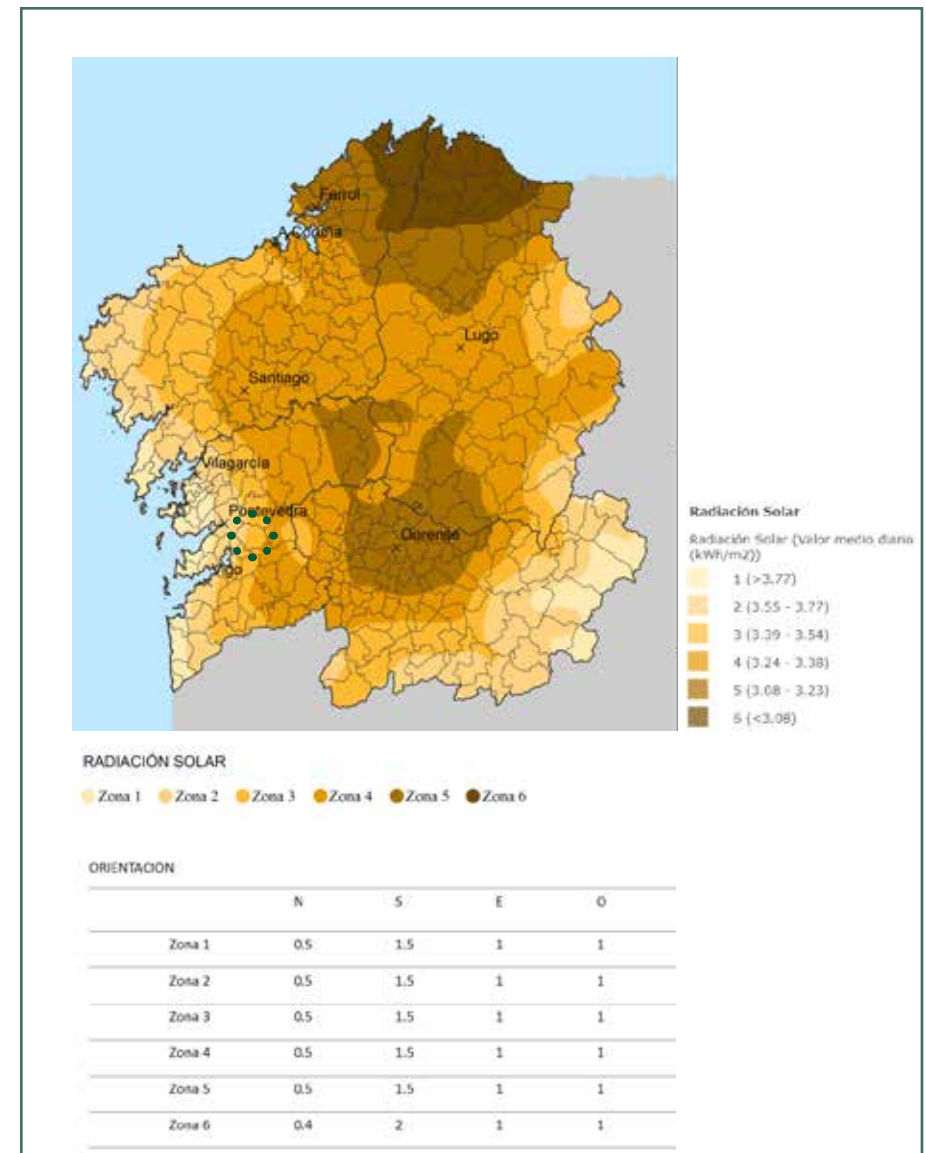 Ferrol
A Coruña
Lugo
Santiago
Vilagarcía
Pontevedra
Ourense
Vigo
Radiación Solar
Radiación Solar (Valor medio diario
(kWh/m2))
1 (>3.77)
2 (3.55 - 3.77)
3 (3.39 - 3.54)
4 (3.24 - 3.38)
5 (3.08 - 3.23)
6 (<3.08)
RADIACIÓN SOLAR
Zona 1 Zona 2 Zona 3 Zona 4 Zona 5 Zona 6
ORIENTACION
N S E O
Zona 1 0.5 1.5 1 1
Zona 2 0.5 1.5 1 1
Zona 3 0.5 1.5 1 1
Zona 4 0.5 1.5 1 1
Zona 5 0.5 1.5 1 1
Zona 6 0.4 2 1 1